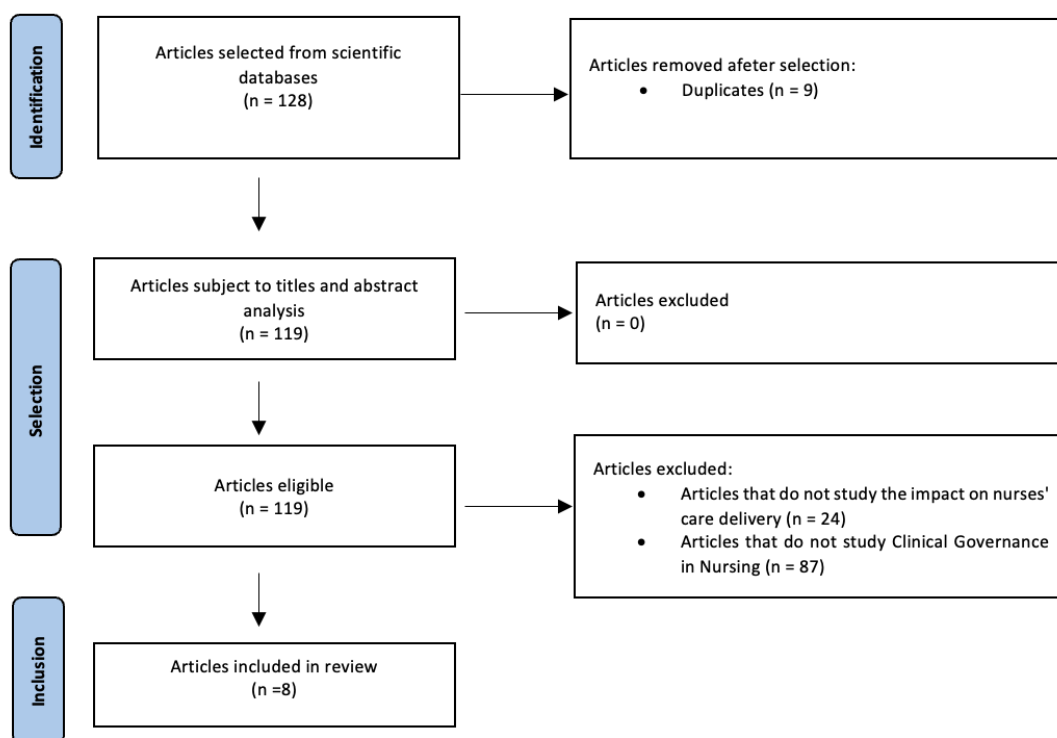 Identification
Articles selected from scientific
databases
(n = 128)
Articles removed afeter selection:
• Duplicates (n = 9)
Selection
Articles subject to titles and abstract
analysis
(n = 119)
Articles excluded
(n = 0)
Articles eligible
(n = 119)
Articles excluded:
• Articles that do not study the impact on nurses'
care delivery (n = 24)
• Articles that do not study Clinical Governance
in Nursing (n = 87)
Inclusion
Articles included in review
(n =8)